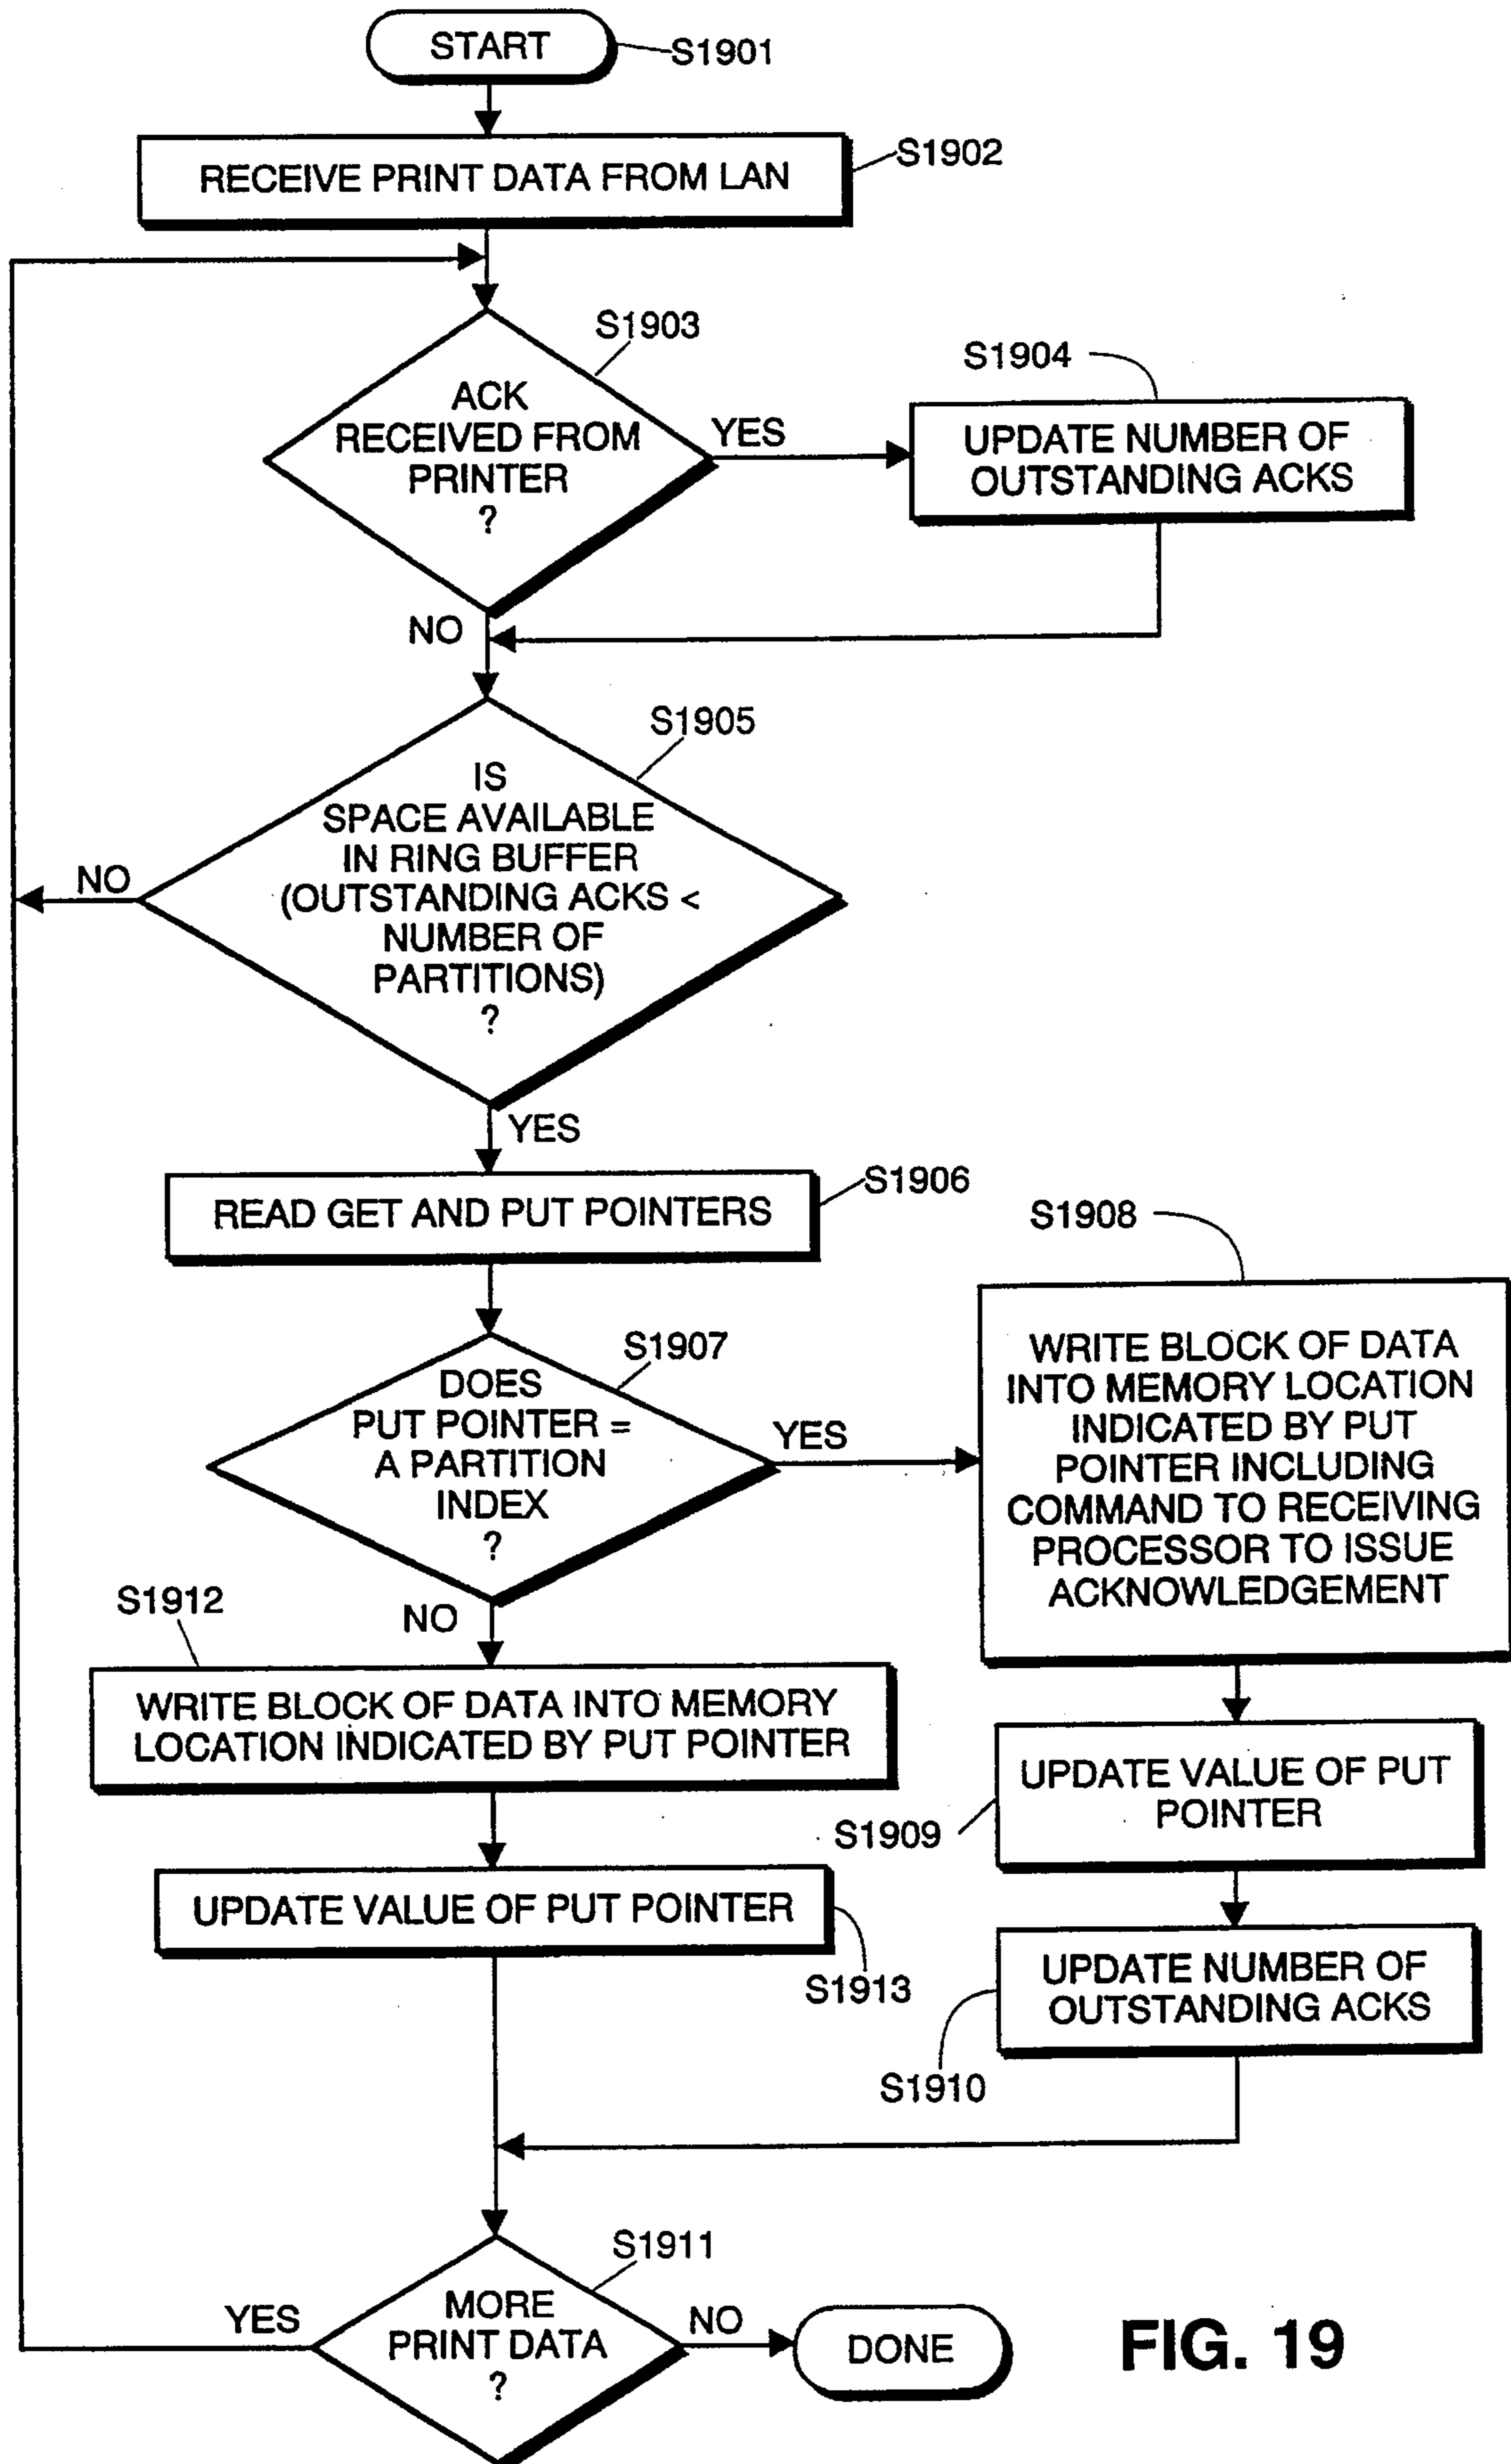 START
S1901
RECEIVE PRINT DATA FROM LAN
S1902
S1903
ACK
RECEIVED FROM
PRINTER
?
YES
S1904
UPDATE NUMBER OF
OUTSTANDING ACKS
NO
S1905
IS
SPACE AVAILABLE
IN RING BUFFER
(OUTSTANDING ACKS <
NUMBER OF
PARTITIONS)
?
NO
YES
READ GET AND PUT POINTERS
S1906
S1907
DOES
PUT POINTER =
A PARTITION
INDEX
?
YES
S1908
WRITE BLOCK OF DATA
INTO MEMORY LOCATION
INDICATED BY PUT
POINTER INCLUDING
COMMAND TO RECEIVING
PROCESSOR TO ISSUE
ACKNOWLEDGEMENT
NO
S1912
WRITE BLOCK OF DATA INTO MEMORY
LOCATION INDICATED BY PUT POINTER
UPDATE VALUE OF PUT
POINTER
S1909
UPDATE VALUE OF PUT POINTER
S1913
UPDATE NUMBER OF
OUTSTANDING ACKS
S1910
S1911
MORE
PRINT DATA
?
YES
NO
DONE
FIG. 19